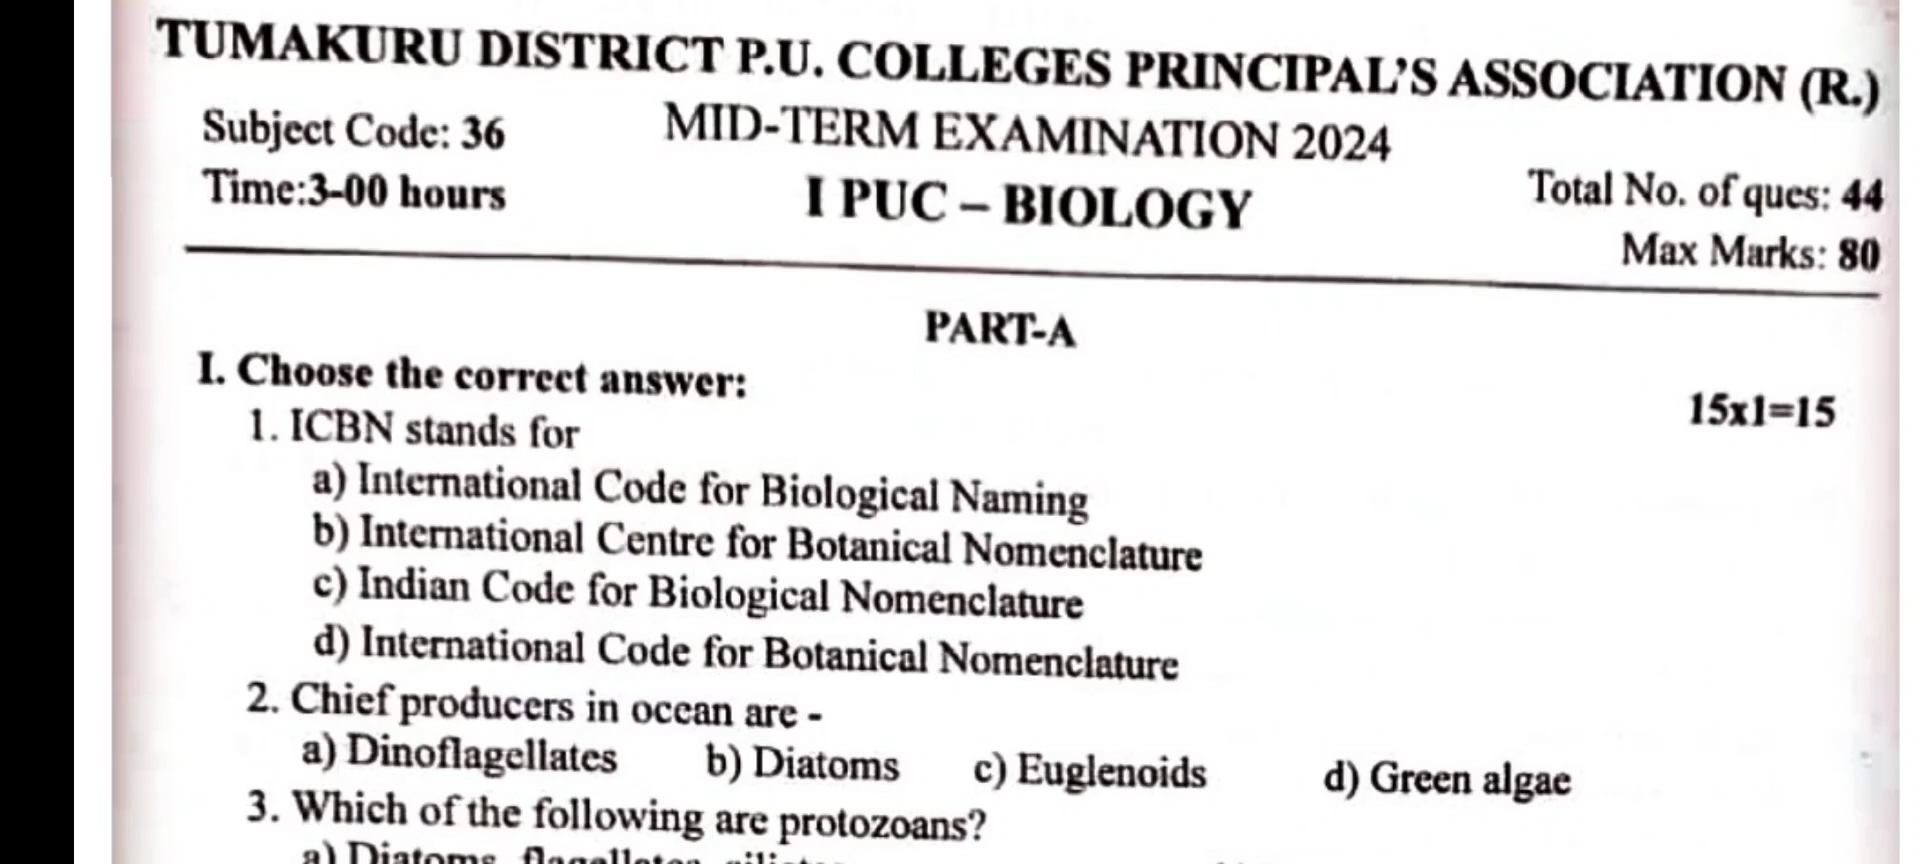 TUMAKURU DISTRICT P.U. COLLEGES PRINCIPAL'S ASSOCIATION (R.)
Subject Code: 36 MID-TERM EXAMINATION 2024
Time:3-00 hours I PUC – BIOLOGY Total No. of ques: 44
Max Marks: 80
PART-A
I. Choose the correct answer: 15x1=15
1. ICBN stands for
a) International Code for Biological Naming
b) International Centre for Botanical Nomenclature
c) Indian Code for Biological Nomenclature
d) International Code for Botanical Nomenclature
2. Chief producers in ocean are -
a) Dinoflagellates b) Diatoms c) Euglenoids d) Green algae
3. Which of the following are protozoans?
a) Diatoms, flagellates, ciliates